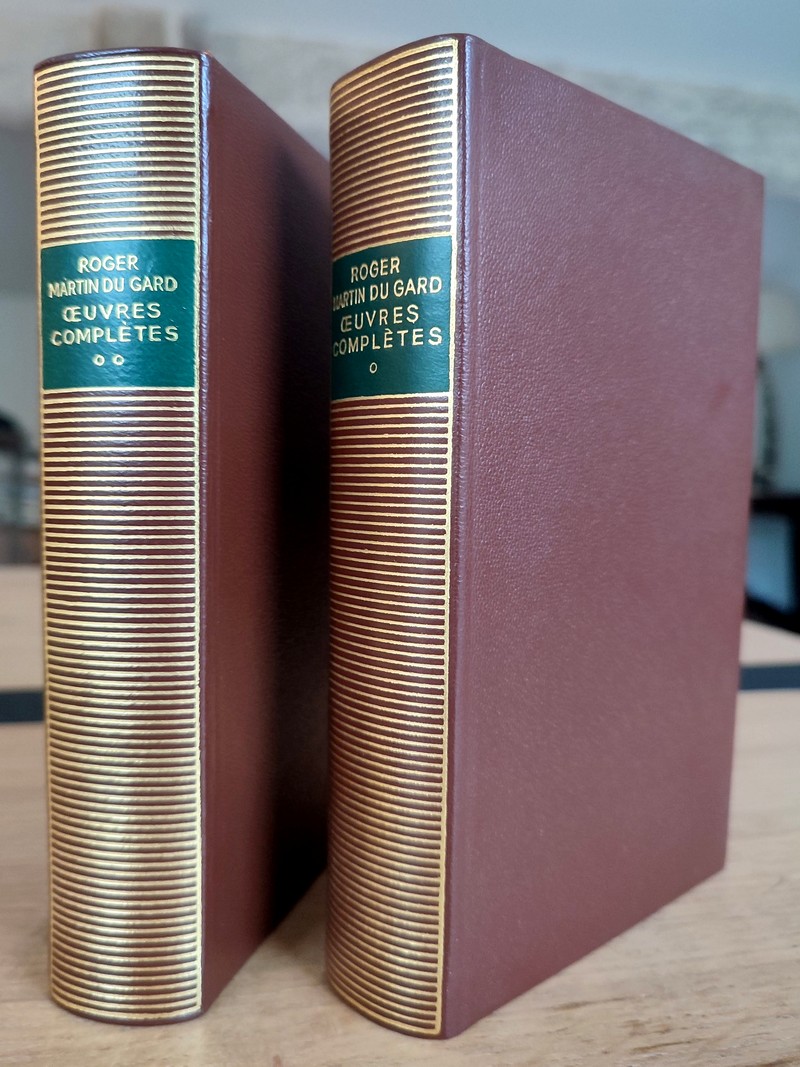 ROGER
MARTIN DU GARD
ŒUVRES
COMPLÈTES
ROGER
MARTIN DU GARD
ŒUVRES
COMPLÈTES